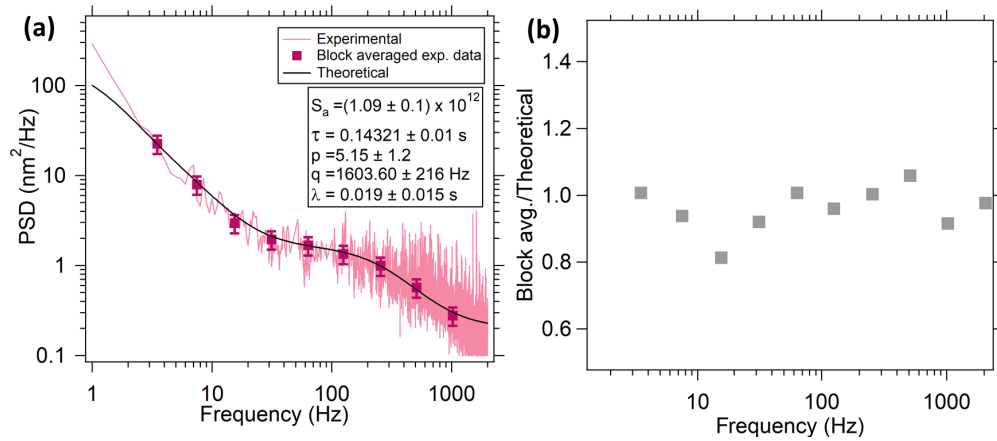 (a)
Experimental
Block averaged exp. data
Theoretical
Sₐ =(1.09 ± 0.1) x 10¹²
τ = 0.14321 ± 0.01 s
p =5.15 ± 1.2
q =1603.60 ± 216 Hz
λ = 0.019 ± 0.015 s
PSD (nm²/Hz)
100
10
1
0.1
1 10 100 1000
Frequency (Hz)
(b)
Block avg./Theoretical
1.4
1.2
1.0
0.8
0.6
10 100 1000
Frequency (Hz)